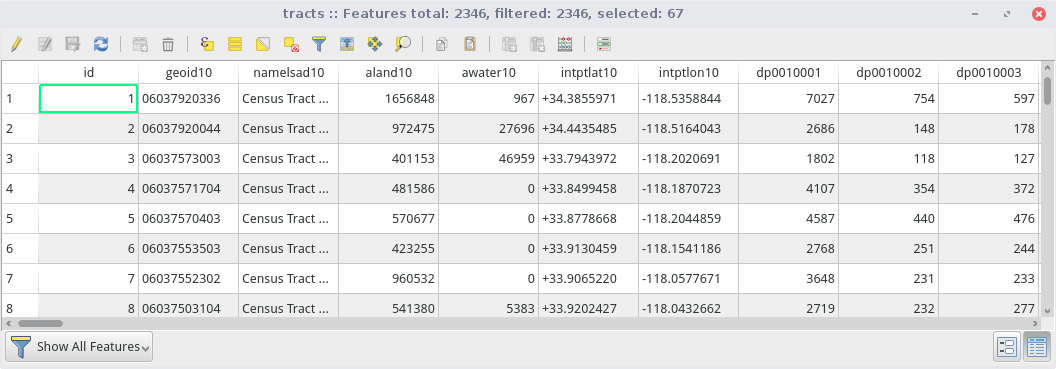 tracts :: Features total: 2346, filtered: 2346, selected: 67
id geoid10 namelsad10 aland10 awater10 intptlat10 intptlon10 dp0010001 dp0010002 dp0010003
1 1 06037920336 Census Tract ... 1656848 967 +34.3855971 -118.5358844 7027 754 597
2 2 06037920044 Census Tract ... 972475 27696 +34.4435485 -118.5164043 2686 148 178
3 3 06037573003 Census Tract ... 401153 46959 +33.7943972 -118.2020691 1802 118 127
4 4 06037571704 Census Tract ... 481586 0 +33.8499458 -118.1870723 4107 354 372
5 5 06037570403 Census Tract ... 570677 0 +33.8778668 -118.2044859 4587 440 476
6 6 06037553503 Census Tract ... 423255 0 +33.9130459 -118.1541186 2768 251 244
7 7 06037552302 Census Tract ... 960532 0 +33.9065220 -118.0577671 3648 231 233
8 8 06037503104 Census Tract ... 541380 5383 +33.9202427 -118.0432662 2719 232 277
Show All Features